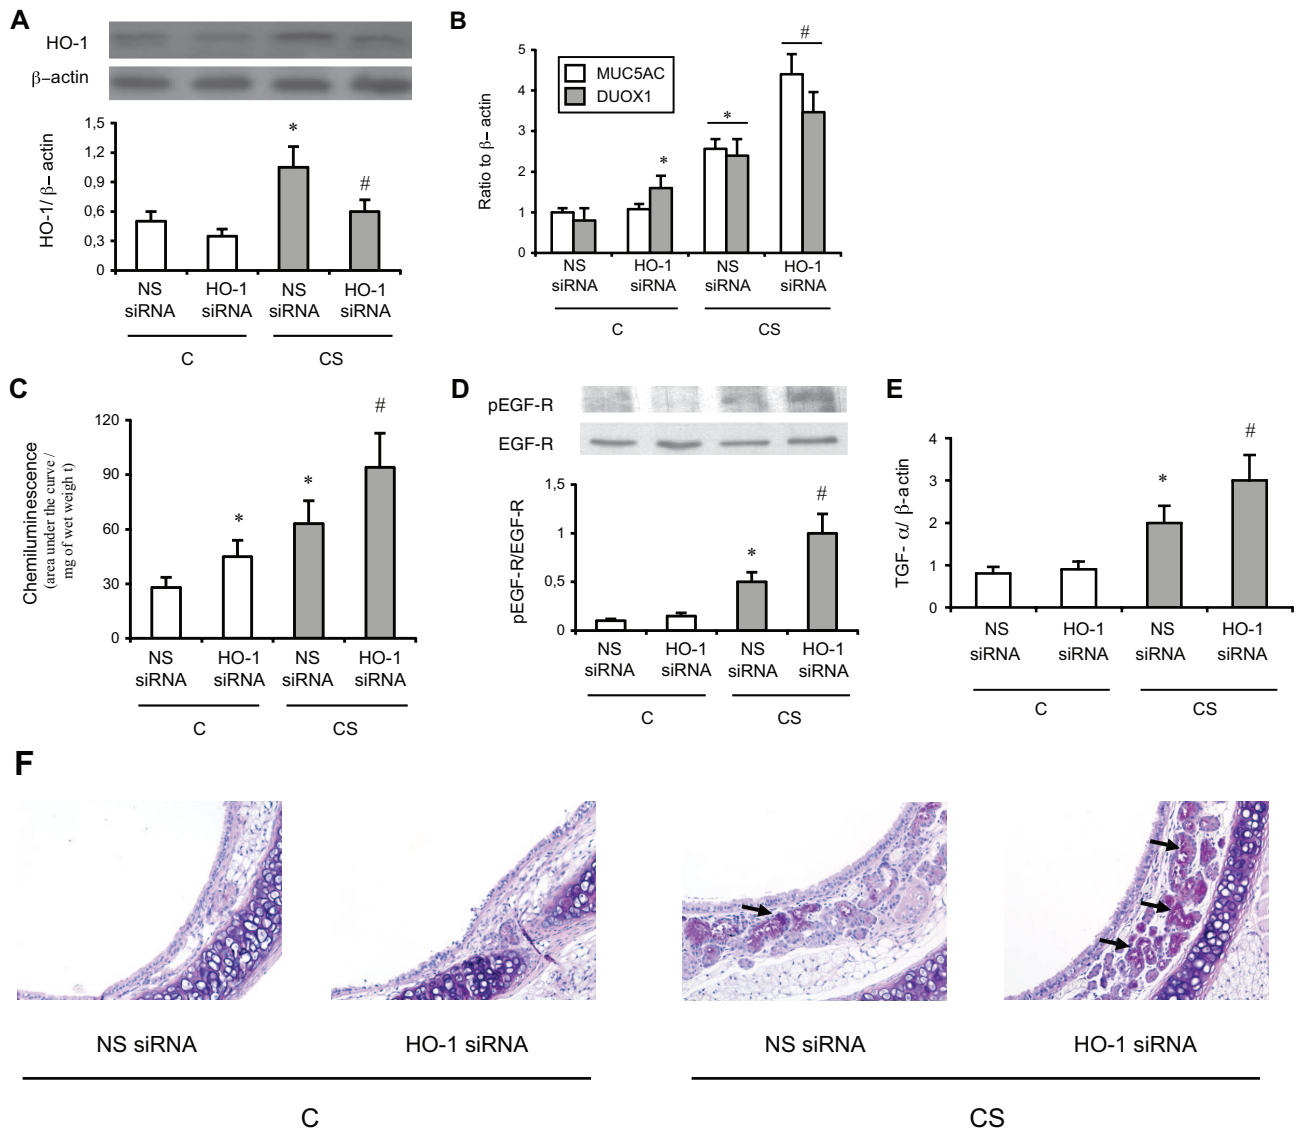 A
HO-1
β–actin
HO-1/ β– actin
1,5
1,2
0,9
0,6
0,3
0
*
#
NS
siRNA
HO-1
siRNA
NS
siRNA
HO-1
siRNA
C
CS
B
Ratio to β– actin
5
4
3
2
1
0
MUC5AC
DUOX1
*
*
#
NS
siRNA
HO-1
siRNA
NS
siRNA
HO-1
siRNA
C
CS
C
Chemiluminescence
(area under the curve /
mg of wet weigh t)
120
90
60
30
0
*
*
#
NS
siRNA
HO-1
siRNA
NS
siRNA
HO-1
siRNA
C
CS
D
pEGF-R
EGF-R
pEGF-R/EGF-R
1,5
1
0,5
0
*
#
NS
siRNA
HO-1
siRNA
NS
siRNA
HO-1
siRNA
C
CS
E
TGF- α/ β-actin
4
3
2
1
0
*
#
NS
siRNA
HO-1
siRNA
NS
siRNA
HO-1
siRNA
C
CS
F
NS siRNA
HO-1 siRNA
NS siRNA
HO-1 siRNA
C
CS